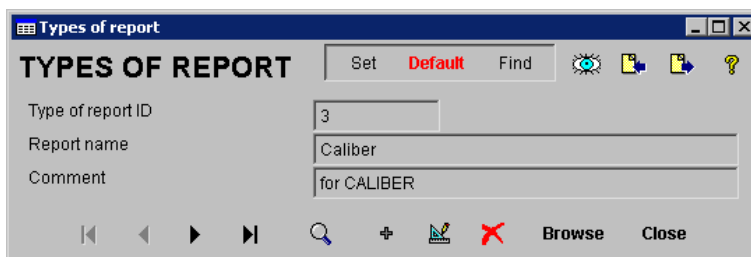 Types of report
TYPES OF REPORT Set Default Find
Type of report ID 3
Report name Caliber
Comment for CALIBER
Browse Close